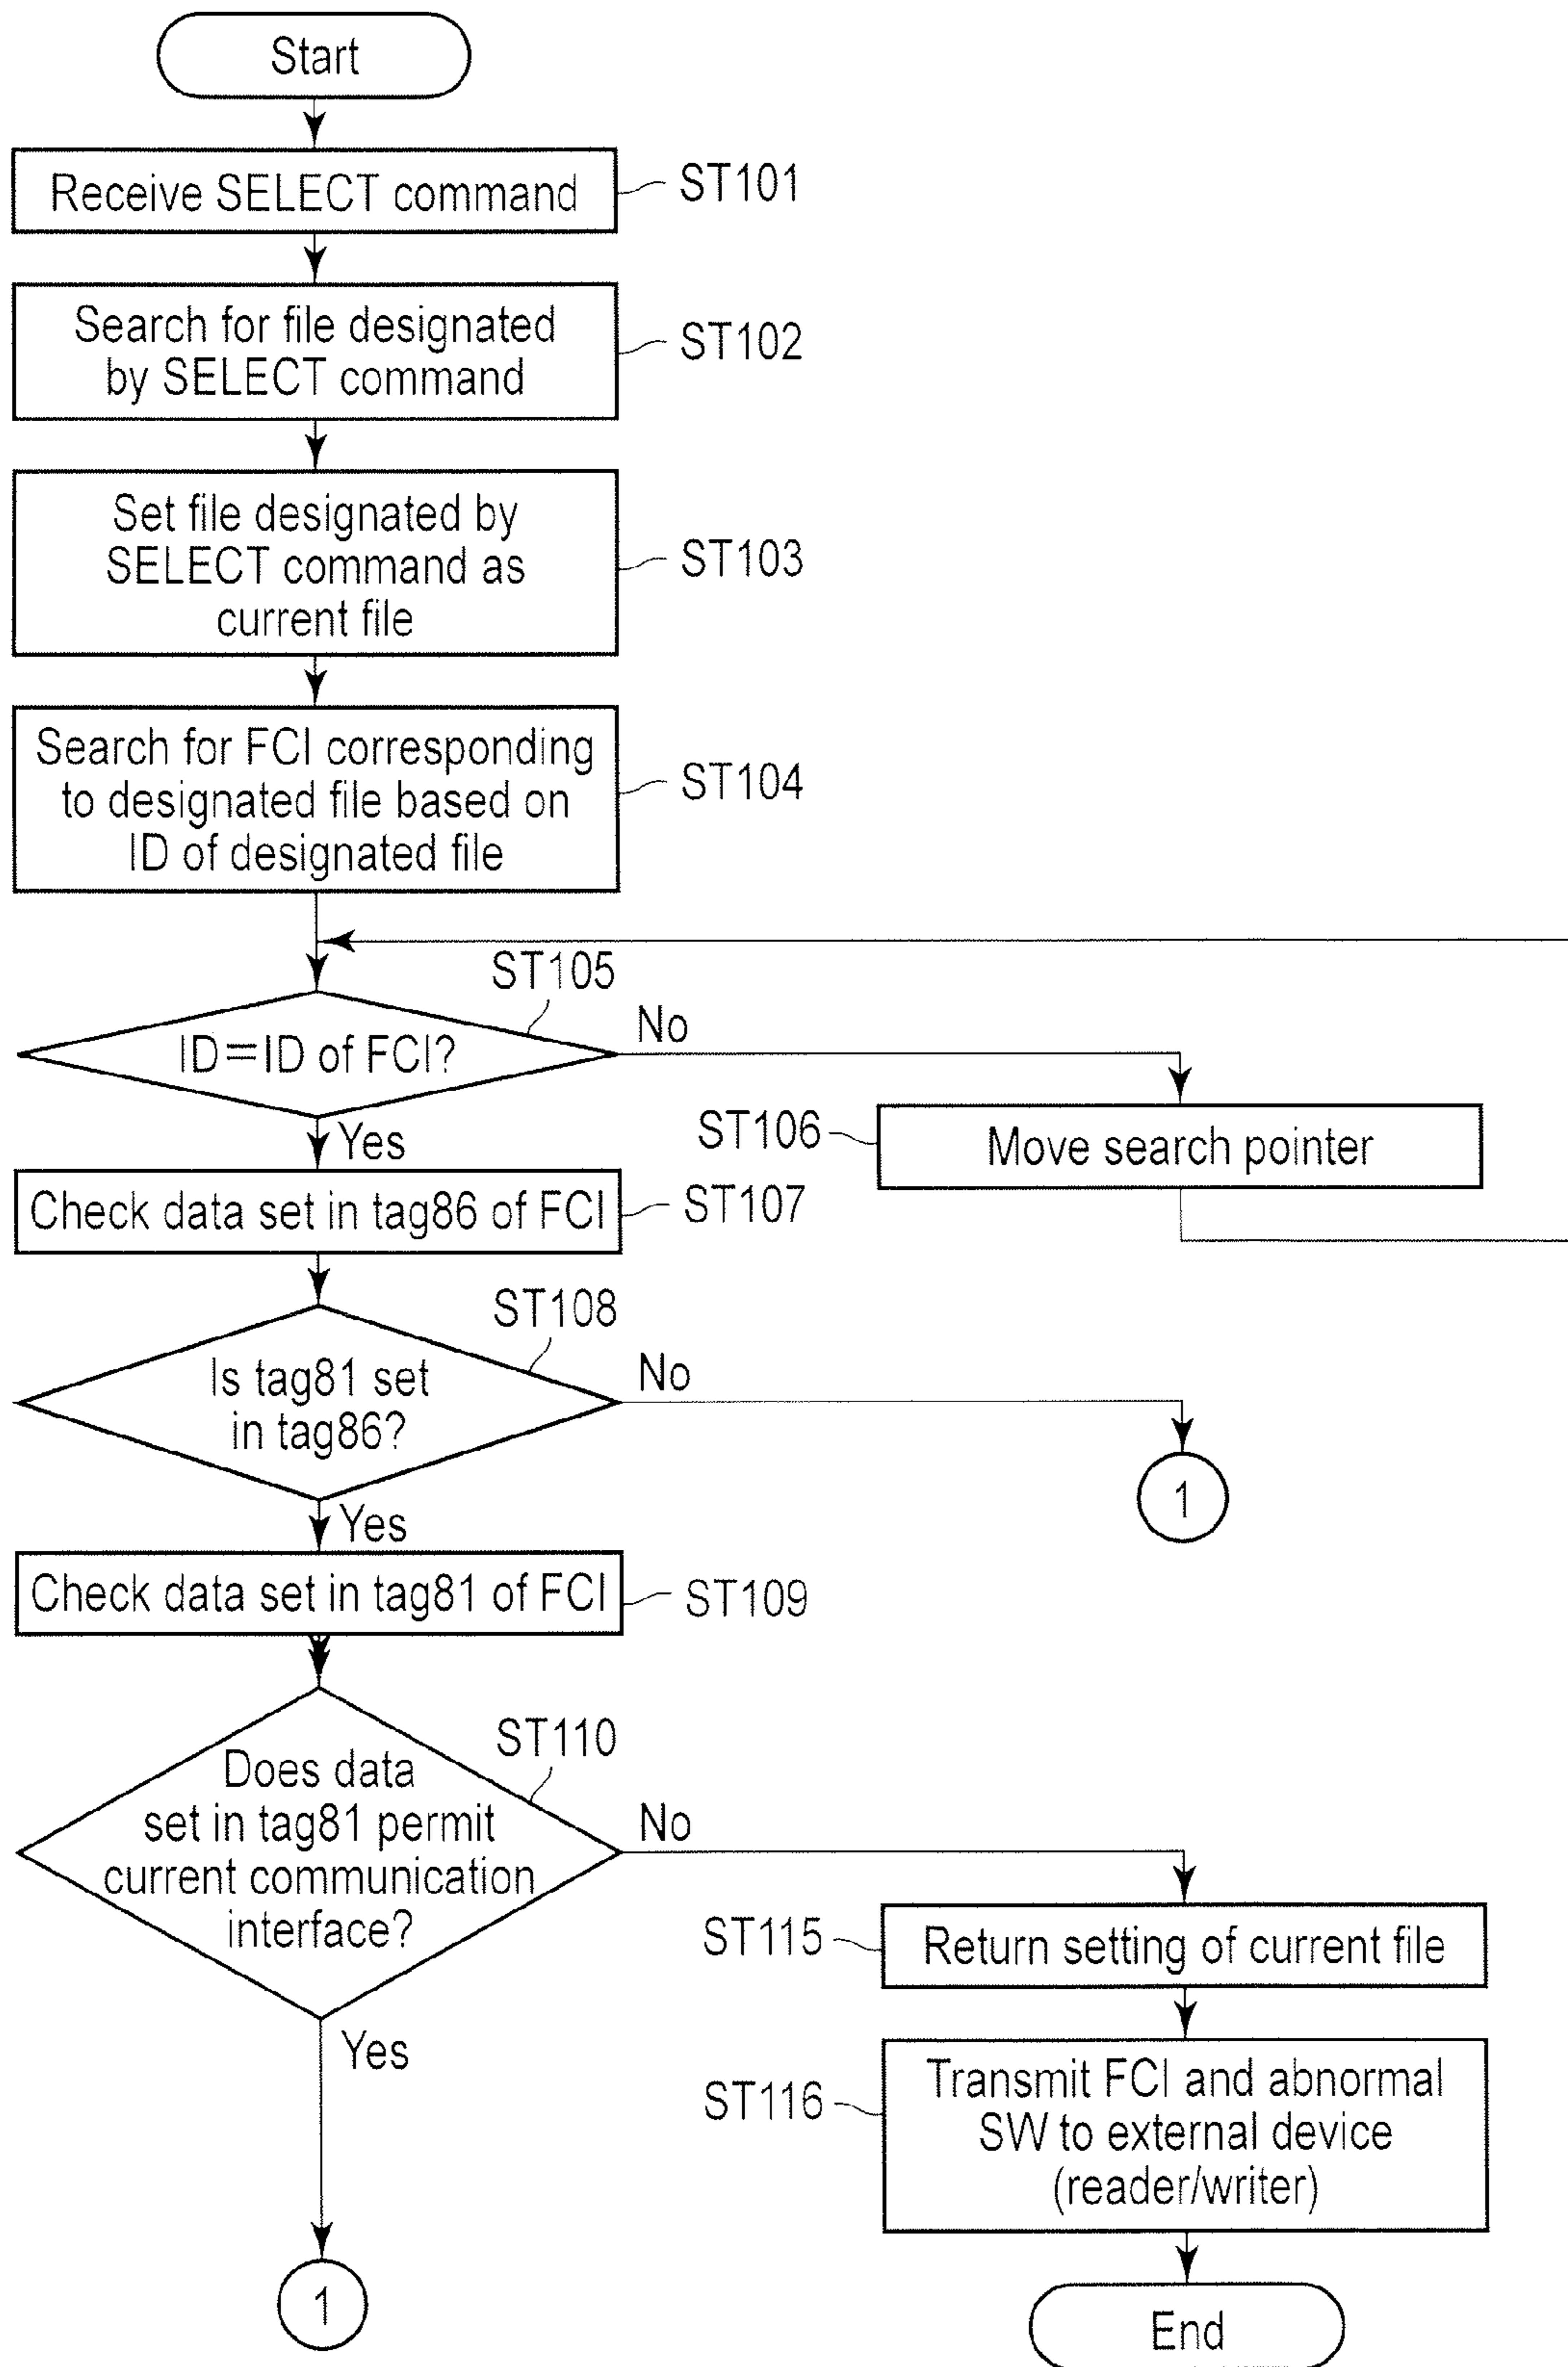 Start
Receive SELECT command
ST101
Search for file designated
by SELECT command
ST102
Set file designated by
SELECT command as
current file
ST103
Search for FCI corresponding
to designated file based on
ID of designated file
ST104
ST105
ID=ID of FCI?
No
Yes
ST106
Move search pointer
Check data set in tag86 of FCI
ST107
ST108
Is tag81 set
in tag86?
No
1
Yes
Check data set in tag81 of FCI
ST109
ST110
Does data
set in tag81 permit
current communication
interface?
No
Yes
ST115
Return setting of current file
ST116
Transmit FCI and abnormal
SW to external device
(reader/writer)
1
End